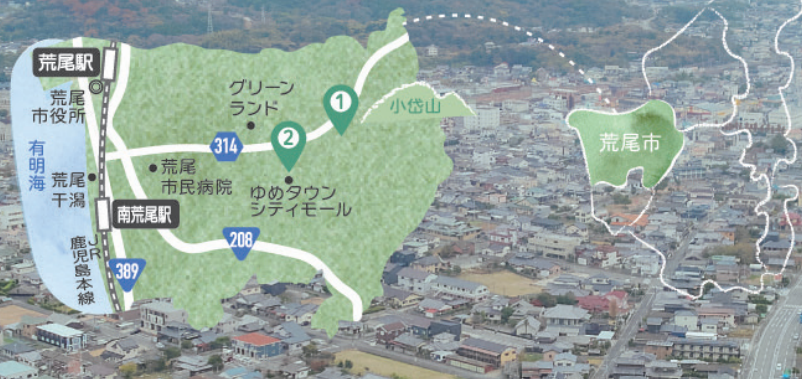 荒尾駅
荒尾
市役所
グリーン
ランド
1
小岱山
荒尾市
314
2
有明海
荒尾
市民病院
荒尾
干潟
ゆめタウン
シティモール
南荒尾駅
208
JR
鹿児島本線
389